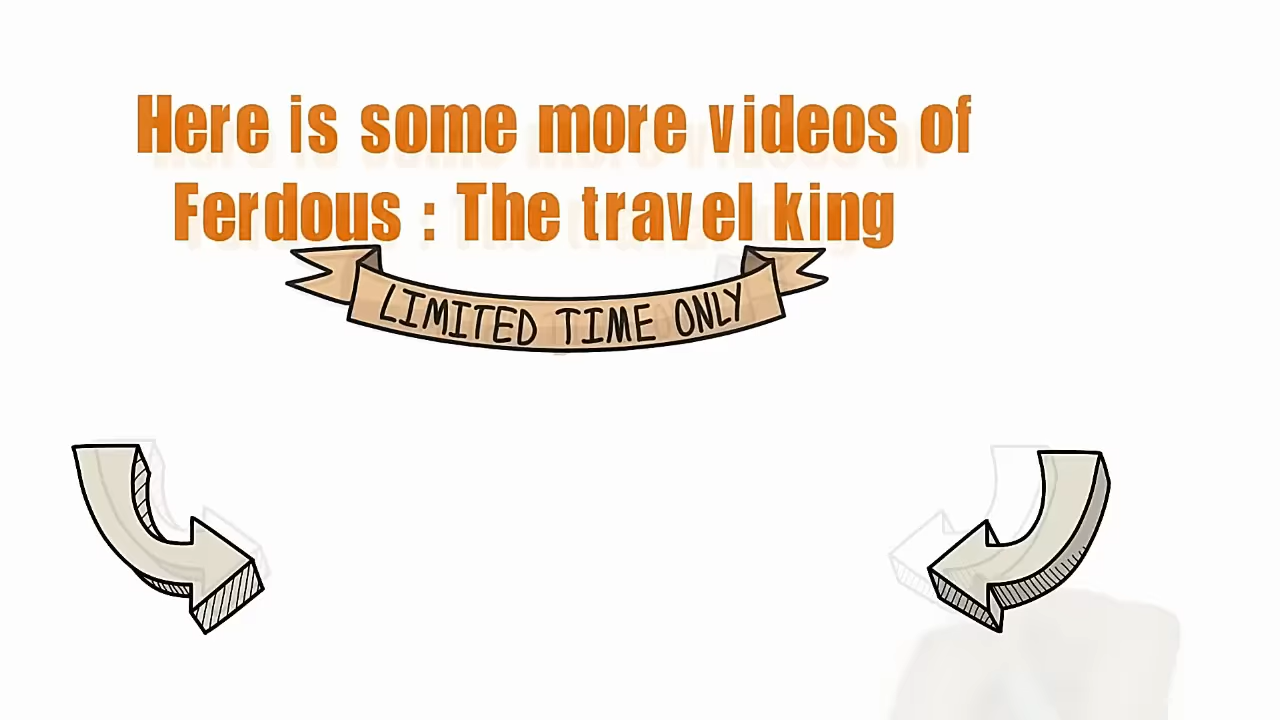 Here is some more videos of
Ferdous : The travel king
LIMITED TIME ONLY